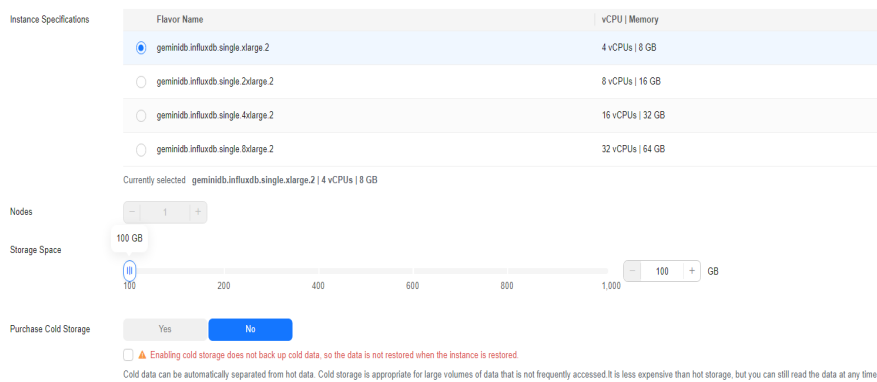 Instance Specifications
Flavor Name vCPU | Memory
geminidb.influxdb.single.xlarge.2 4 vCPUs | 8 GB
geminidb.influxdb.single.2xlarge.2 8 vCPUs | 16 GB
geminidb.influxdb.single.4xlarge.2 16 vCPUs | 32 GB
geminidb.influxdb.single.8xlarge.2 32 vCPUs | 64 GB
Currently selected geminidb.influxdb.single.xlarge.2 | 4 vCPUs | 8 GB
Nodes − 1 +
100 GB
Storage Space
− 100 + GB
100 200 400 600 800 1,000
Purchase Cold Storage Yes No
Enabling cold storage does not back up cold data, so the data is not restored when the instance is restored.
Cold data can be automatically separated from hot data. Cold storage is appropriate for large volumes of data that is not frequently accessed.It is less expensive than hot storage, but you can still read the data at any time